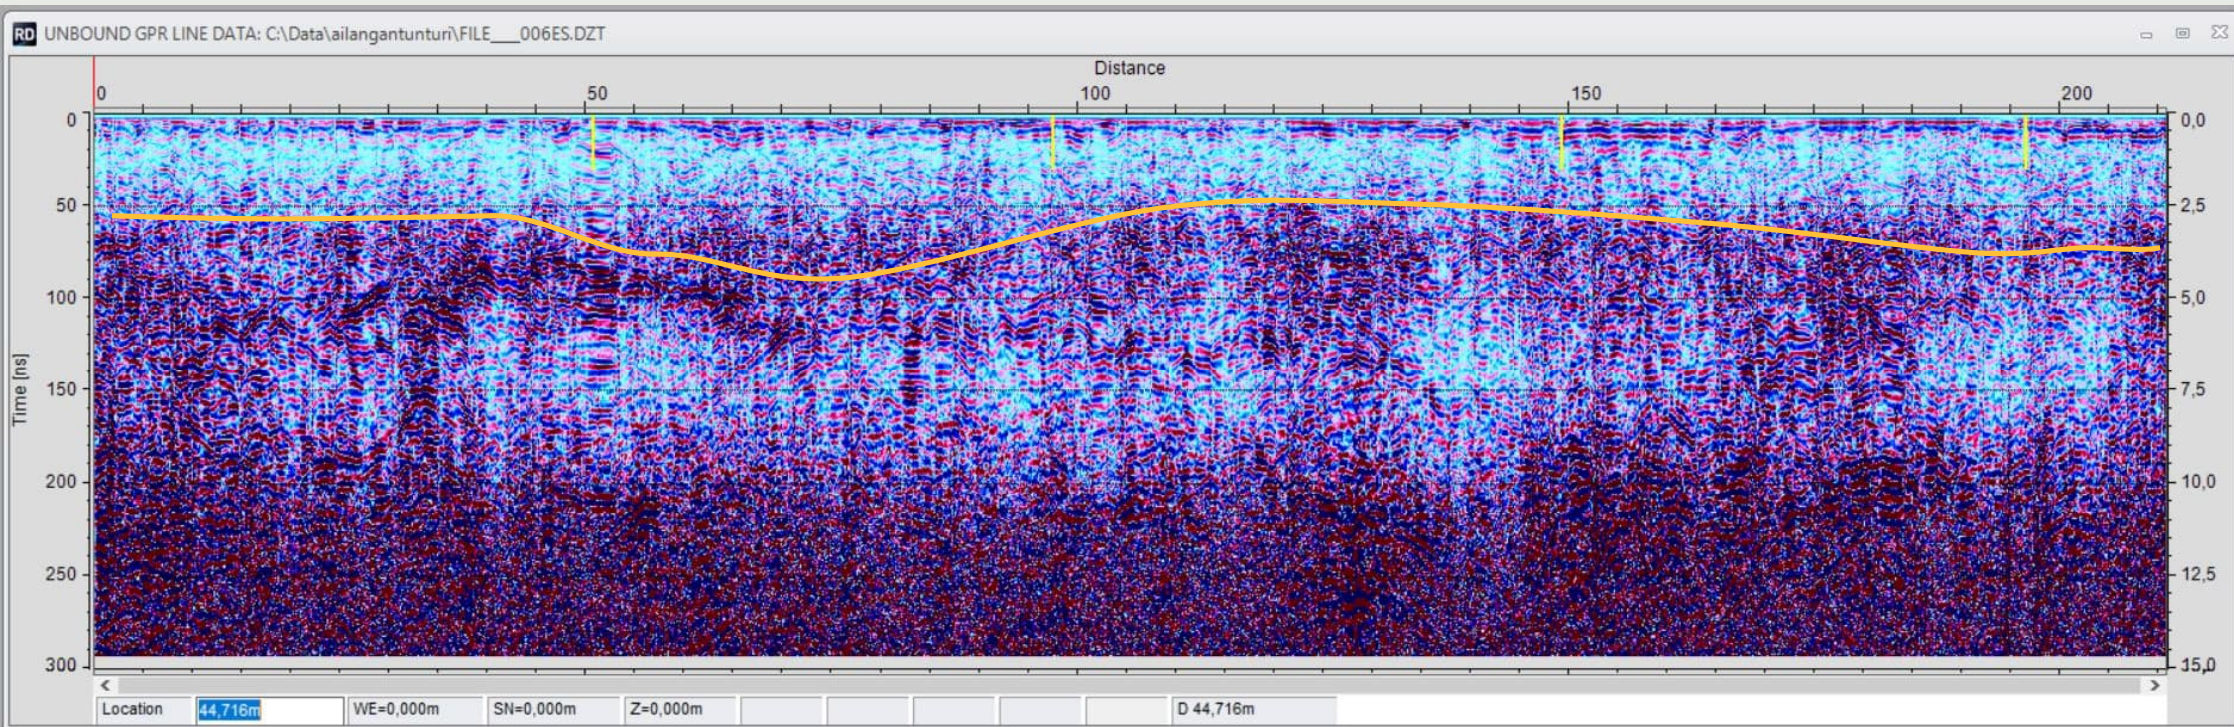 RD UNBOUND GPR LINE DATA: C:\Data\ailangantunturi\FILE___006ES.DZT
Distance
0 50 100 150 200
0 0,0
50 2,5
100 5,0
150 7,5
200 10,0
250 12,5
300 15,0
Time [ns]
Location 44,716m WE=0,000m SN=0,000m Z=0,000m D 44,716m